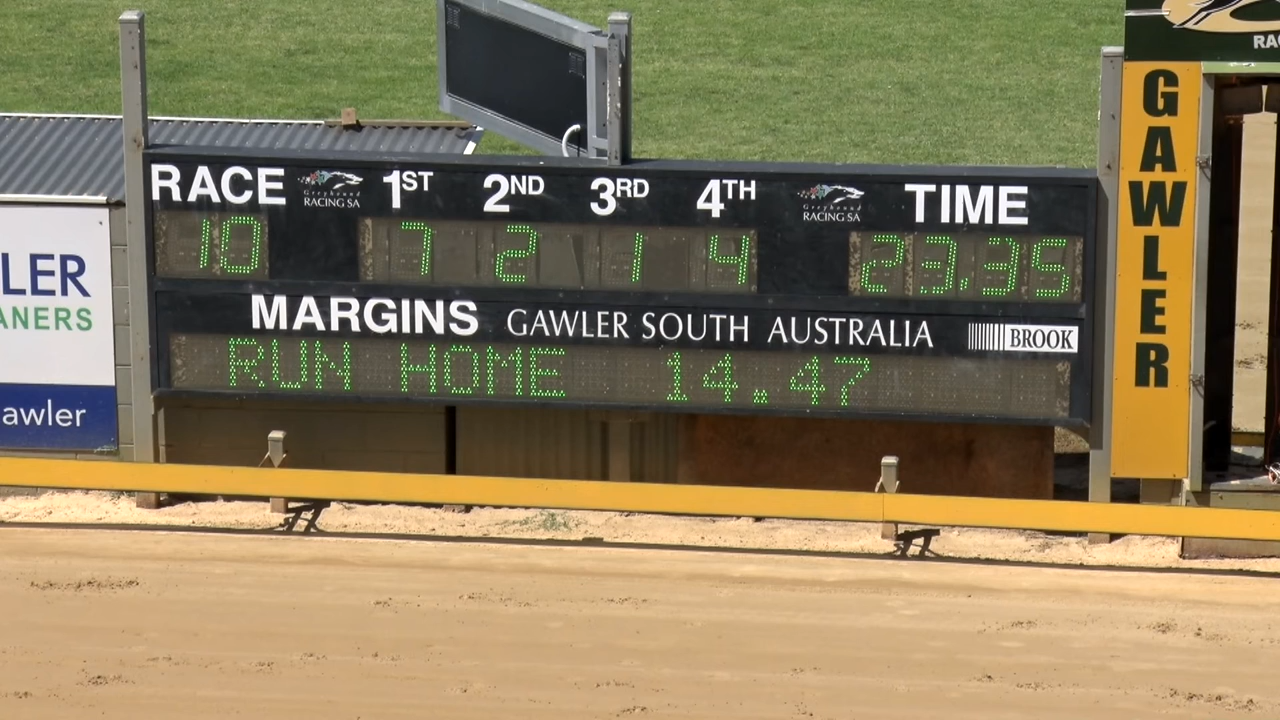 RAC
GAWLER
RACE
Greyhound
RACING SA
1ST 2ND 3RD 4TH
Greyhound
RACING SA
TIME
10 7 2 1 4 23.35
MARGINS GAWLER SOUTH AUSTRALIA BROOK
RUN HOME 14.47
LER
ANERS
awler